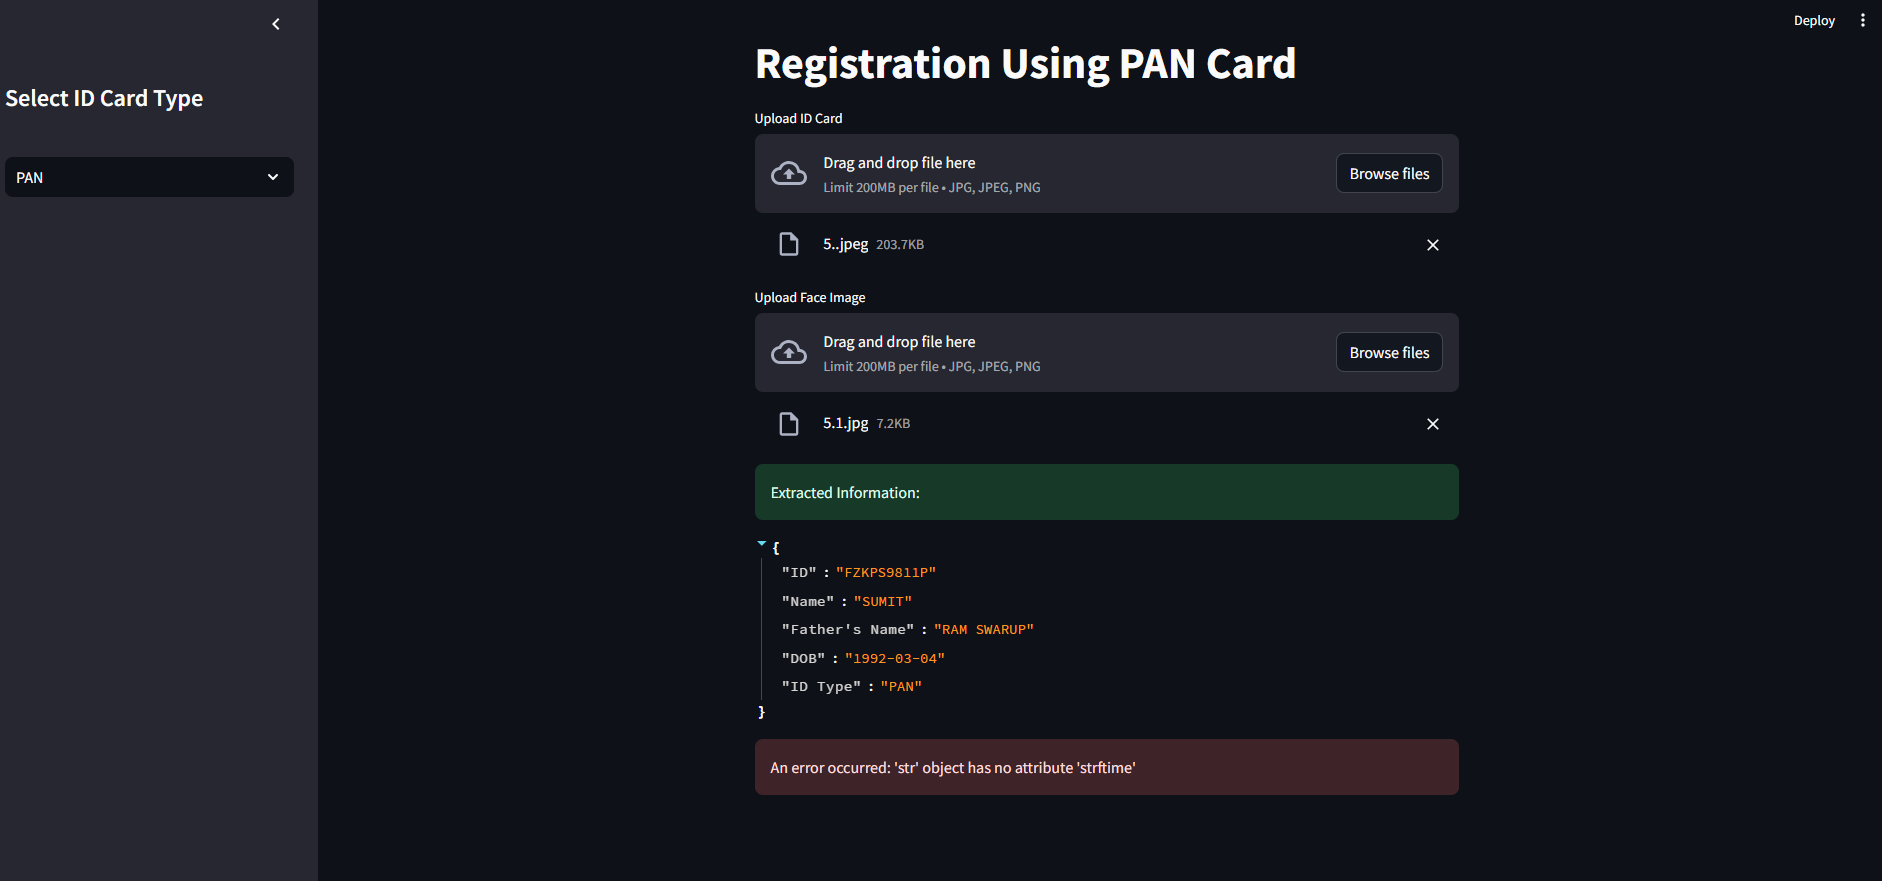 Deploy
Select ID Card Type
PAN
Registration Using PAN Card
Upload ID Card
Drag and drop file here
Limit 200MB per file • JPG, JPEG, PNG
Browse files
5..jpeg 203.7KB
Upload Face Image
Drag and drop file here
Limit 200MB per file • JPG, JPEG, PNG
Browse files
5.1.jpg 7.2KB
Extracted Information:
{
"ID" : "FZKPS9811P"
"Name" : "SUMIT"
"Father's Name" : "RAM SWARUP"
"DOB" : "1992-03-04"
"ID Type" : "PAN"
}
An error occurred: 'str' object has no attribute 'strftime'